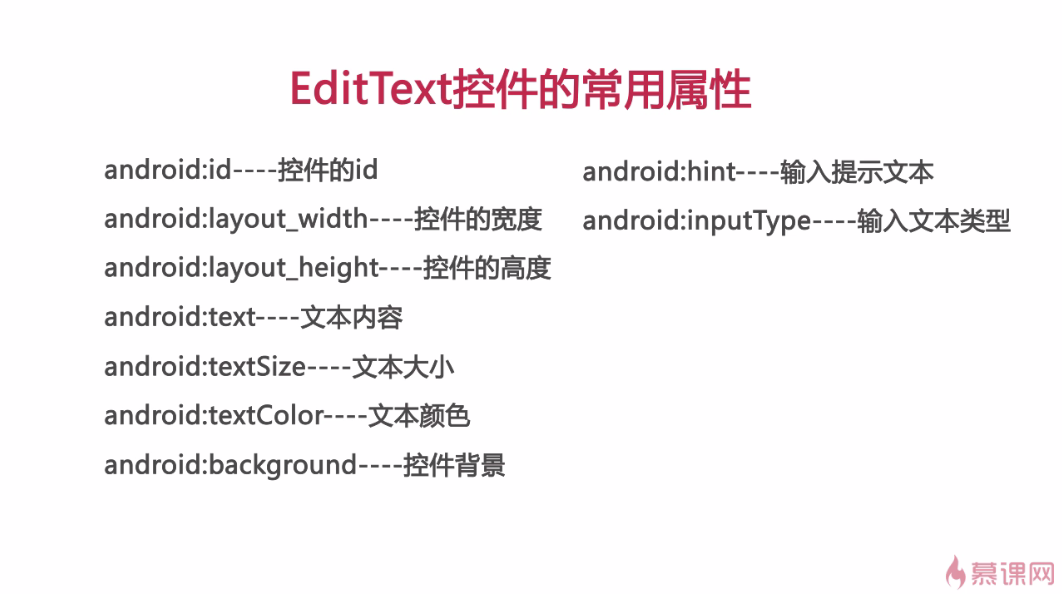 EditText控件的常用属性
android:id----控件的id
android:layout_width----控件的宽度
android:layout_height----控件的高度
android:text----文本内容
android:textSize----文本大小
android:textColor----文本颜色
android:background----控件背景
android:hint----输入提示文本
android:inputType----输入文本类型
慕课网